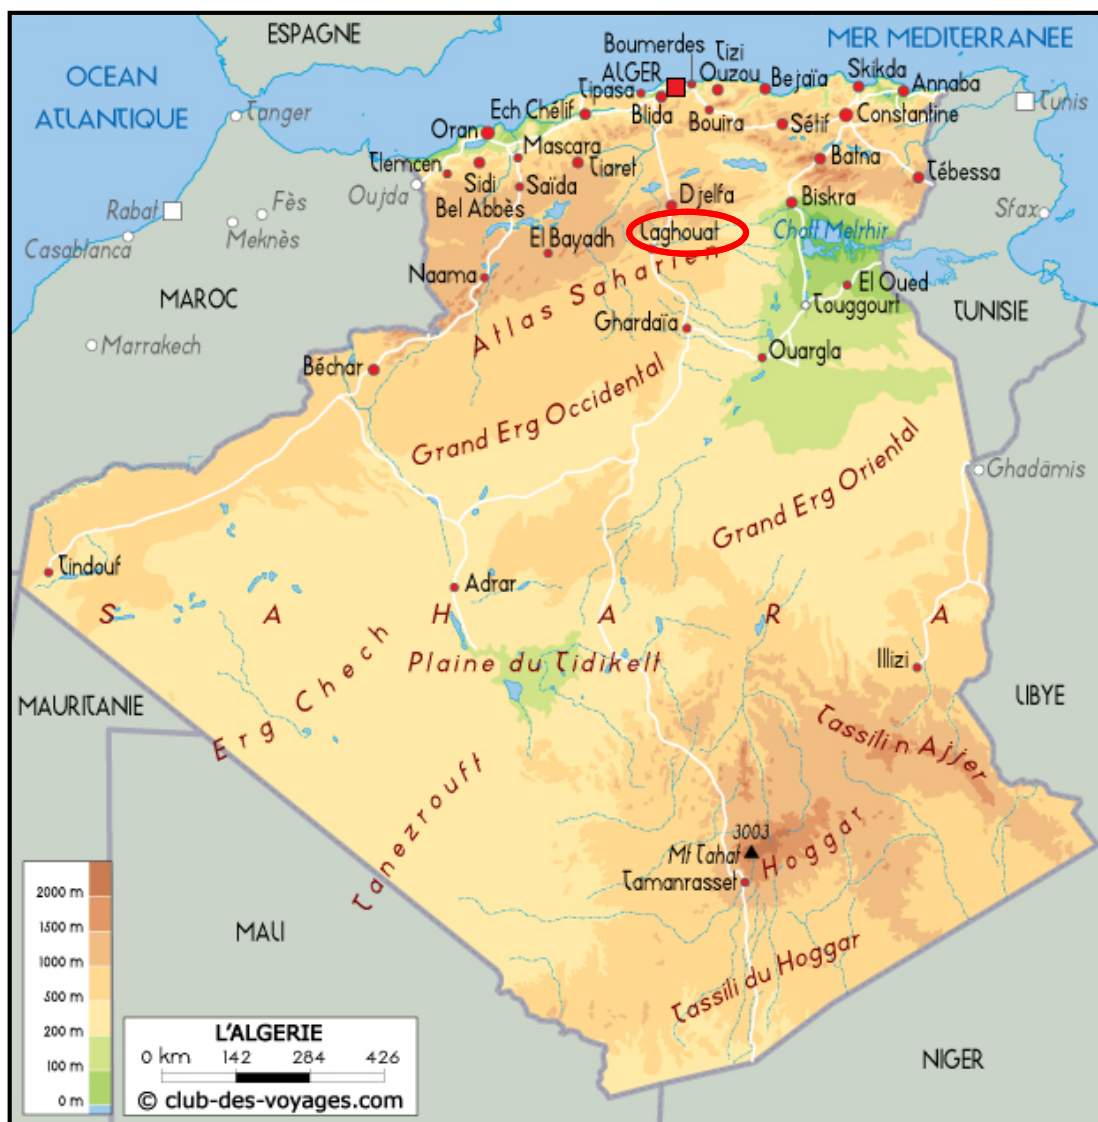 ESPAGNE
MER MEDITERRANEE
OCEAN
ATLANTIQUE
Boumerdes
Tizi
Ouzou
ALGER
Tipasa
Bejaïa
Skikda
Annaba
Tunis
Tanger
Ech Chélif
Blida
Bouira
Sétif
Constantine
Oran
Mascara
Tiaret
Batna
Tébessa
Tlemcen
Sidi
Bel Abbès
Saïda
Oujda
Djelfa
Biskra
Rabat
Fès
Meknès
Casablanca
Sfax
El Bayadh
Laghouat
Chott Melrhir
Naama
El Oued
MAROC
Atlas Saharien
Touggourt
TUNISIE
Ghardaïa
Marrakech
Béchar
Ouargla
Grand Erg Occidental
Grand Erg Oriental
Ghadāmis
Tindouf
Adrar
S A H A R A
Plaine du Tidikelt
Illizi
MAURITANIE
Erg Chech
LIBYE
Tassili n Ajjer
Tanezrouft
3003
Mt Tahat
Hoggar
Tamanrasset
MALI
Tassili du Hoggar
NIGER
2000 m
1500 m
1000 m
500 m
200 m
100 m
0 m
L'ALGERIE
0 km 142 284 426
© club-des-voyages.com